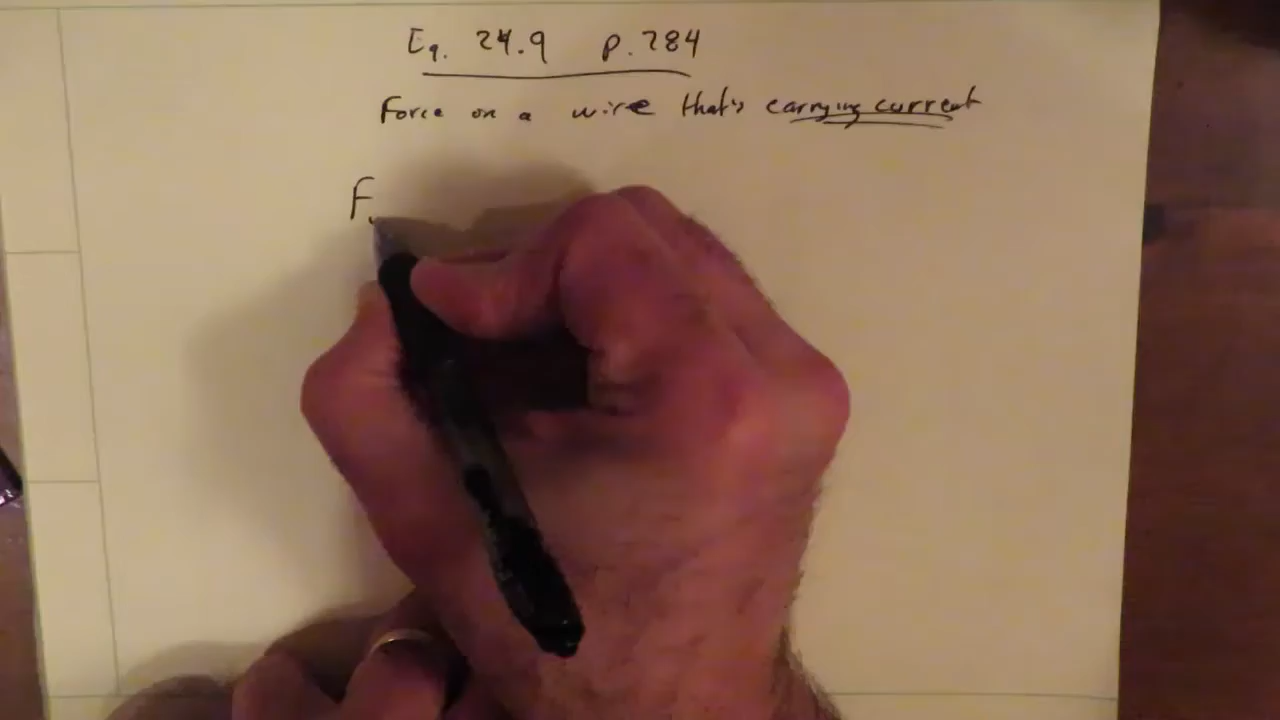 Eq. 24.9 p.784
Force on a wire that's carrying current
F